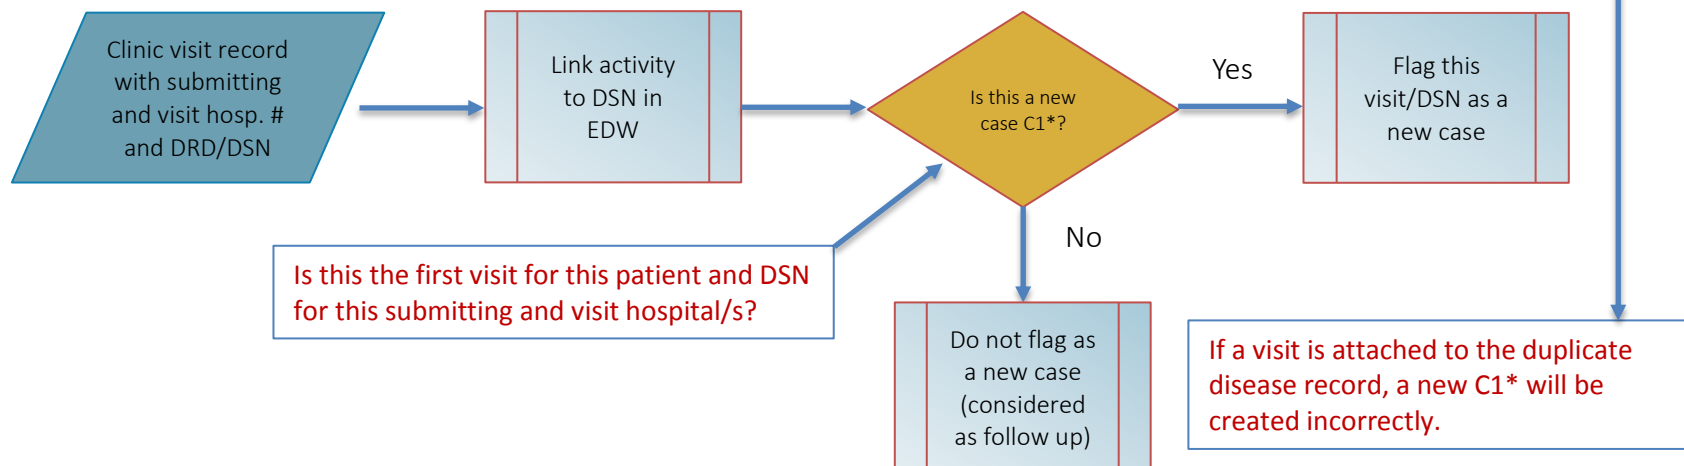 Clinic visit record
with submitting
and visit hosp. #
and DRD/DSN
Link activity
to DSN in
EDW
Is this a new
case C1*?
Yes
Flag this
visit/DSN as a
new case
No
Is this the first visit for this patient and DSN
for this submitting and visit hospital/s?
Do not flag as
a new case
(considered
as follow up)
If a visit is attached to the duplicate
disease record, a new C1* will be
created incorrectly.